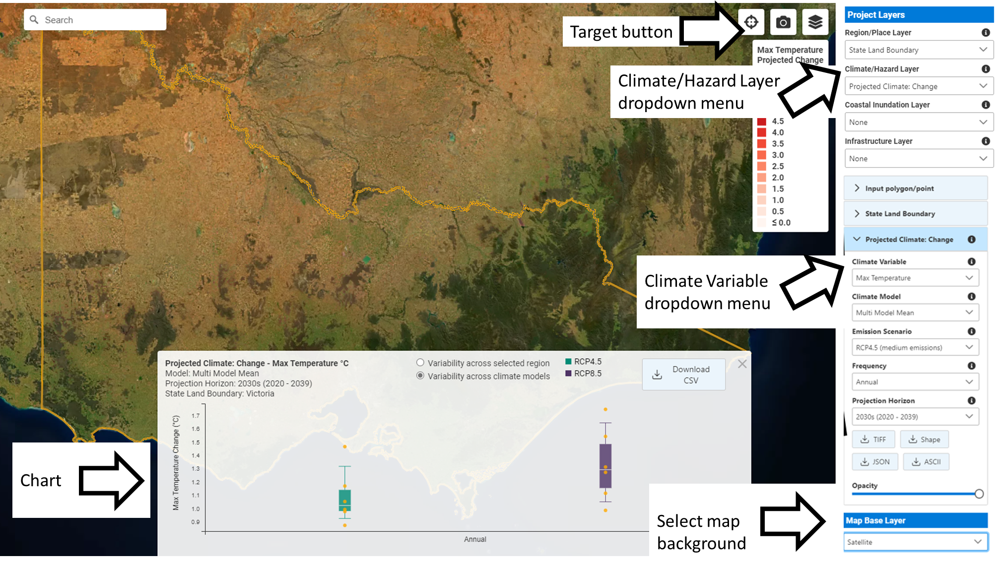 Search
Target button
Max Temperature
Projected Change
Climate/Hazard Layer
dropdown menu
4.5
4.0
3.5
3.0
2.5
2.0
1.5
1.0
0.5
≤ 0.0
Climate Variable
dropdown menu
Project Layers
Region/Place Layer
State Land Boundary
Climate/Hazard Layer
Projected Climate: Change
Coastal Inundation Layer
None
Infrastructure Layer
None
Input polygon/point
State Land Boundary
Projected Climate: Change
Climate Variable
Max Temperature
Climate Model
Multi Model Mean
Emission Scenario
RCP4.5 (medium emissions)
Frequency
Annual
Projection Horizon
2030s (2020 - 2039)
TIFF
Shape
JSON
ASCII
Opacity
Map Base Layer
Satellite
Projected Climate: Change - Max Temperature °C
Model: Multi Model Mean
Projection Horizon: 2030s (2020 - 2039)
State Land Boundary: Victoria
Variability across selected region
Variability across climate models
RCP4.5
RCP8.5
Download
CSV
Chart
Max Temperature Change (°C)
1.7
1.6
1.5
1.4
1.3
1.2
1.1
1.0
0.9
Annual
Select map
background